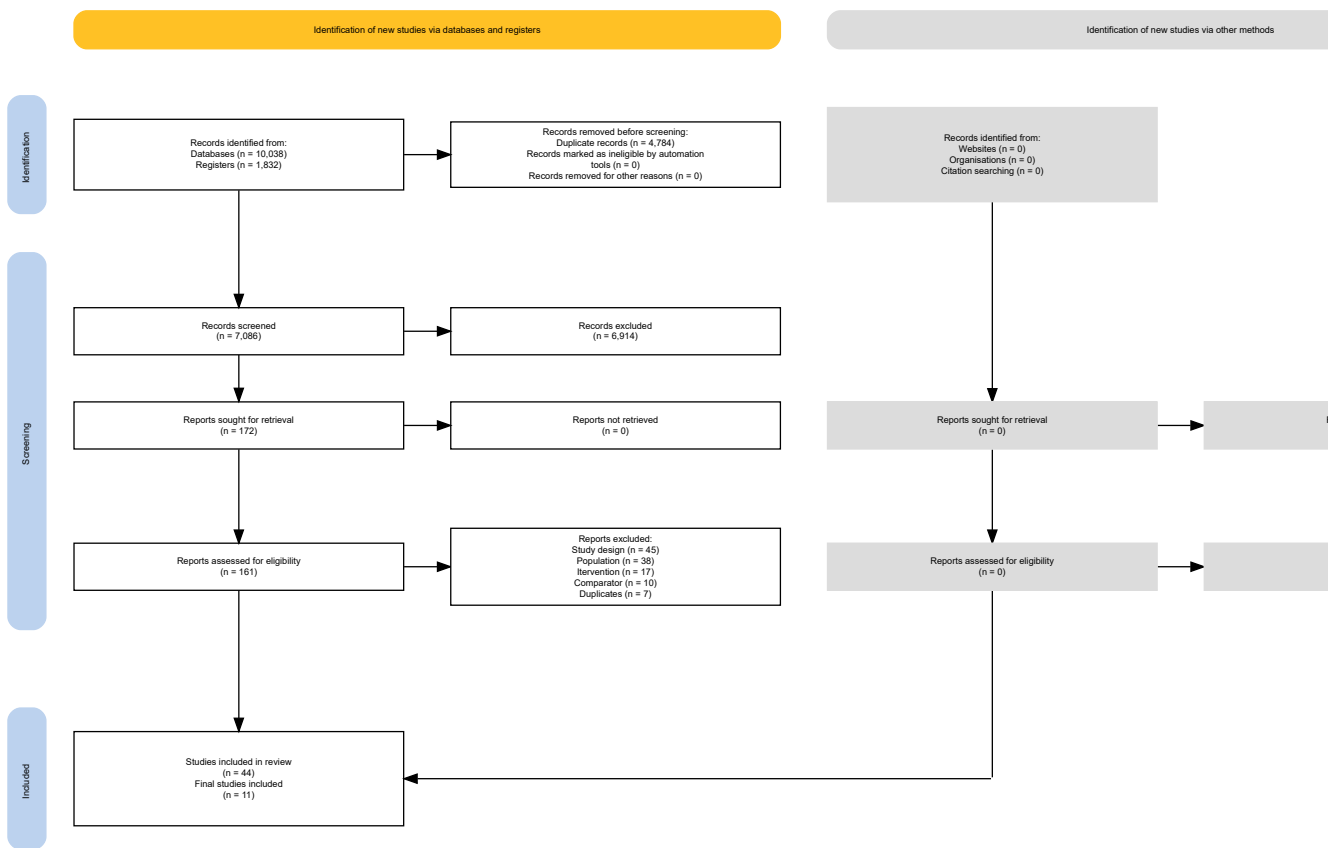 Identification of new studies via databases and registers
Identification of new studies via other methods
Identification
Records identified from:
Databases (n = 10,038)
Registers (n = 1,832)
Records removed before screening:
Duplicate records (n = 4,784)
Records marked as ineligible by automation
tools (n = 0)
Records removed for other reasons (n = 0)
Records identified from:
Websites (n = 0)
Organisations (n = 0)
Citation searching (n = 0)
Screening
Records screened
(n = 7,086)
Records excluded
(n = 6,914)
Reports sought for retrieval
(n = 172)
Reports not retrieved
(n = 0)
Reports sought for retrieval
(n = 0)
Reports assessed for eligibility
(n = 161)
Reports excluded:
Study design (n = 45)
Population (n = 38)
Itervention (n = 17)
Comparator (n = 10)
Duplicates (n = 7)
Reports assessed for eligibility
(n = 0)
Included
Studies included in review
(n = 44)
Final studies included
(n = 11)